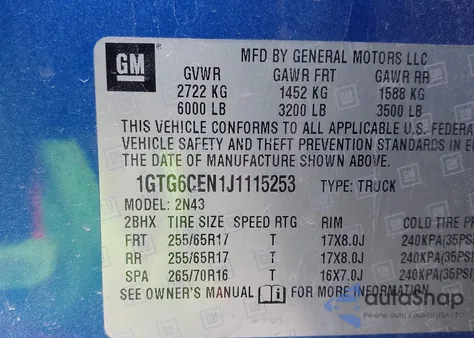 GM
MFD BY GENERAL MOTORS LLC
GVWR GAWR FRT GAWR RR
2722 KG 1452 KG 1588 KG
6000 LB 3200 LB 3500 LB
THIS VEHICLE CONFORMS TO ALL APPLICABLE U.S. FEDERA
VEHICLE SAFETY AND THEFT PREVENTION STANDARDS IN E
THE DATE OF MANUFACTURE SHOWN ABOVE.
1GTG6CEN1J1115253 TYPE: TRUCK
MODEL: 2N43
2BHX TIRE SIZE SPEED RTG RIM COLD TIRE PR
FRT 255/65R17 T 17X8.0J 240KPA(35PSI
RR 255/65R17 T 17X8.0J 240KPA(35PS
SPA 265/70R16 T 16X7.0J 240KPA(35PS
SEE OWNER'S MANUAL FOR MORE INFORMATION.
autoShap